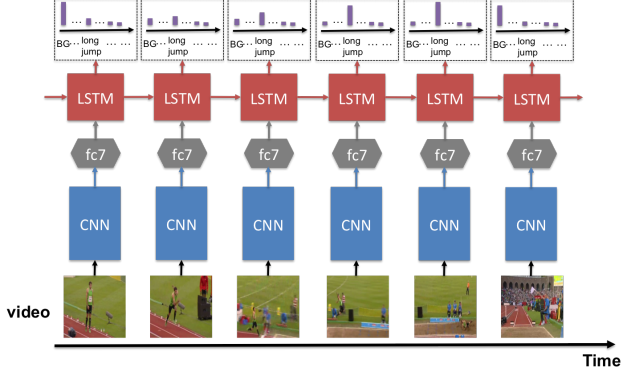 BG … long jump … …
BG … long jump … …
BG … long jump … …
BG … long jump … …
BG … long jump … …
BG … long jump … …
LSTM LSTM LSTM LSTM LSTM LSTM
fc7 fc7 fc7 fc7 fc7 fc7
CNN CNN CNN CNN CNN CNN
video
Time